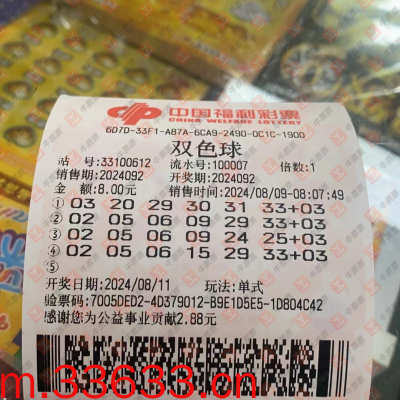 中国福利彩票
CHINA WELFARE LOTTERY
6D7D-33F1-A87A-6CA9-2490-0C1C-1900
双色球
站 号:33100612 流水号:100007 倍数:1
销售期:2024092 开奖期:2024092
金 额:8.00元 销售时间:2024/08/09-08:07:49
① 03 20 29 30 31 33+03
② 02 05 06 09 29 33+03
③ 02 05 06 09 24 25+03
④ 02 05 06 15 29 33+03
⑤
开奖日期:2024/08/11 玩法:单式
验票码:7005DED2-4D379012-B9E1D5E5-1D804C42
感谢您为公益事业贡献2.88元
m.33633.cn